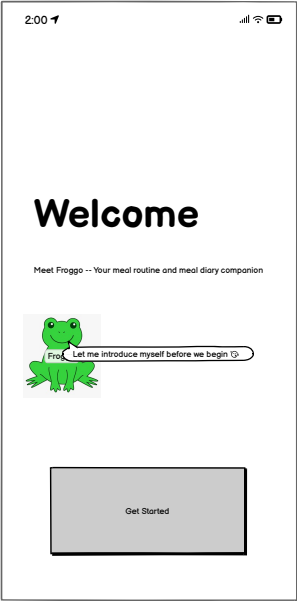 2:00
Welcome
Meet Froggo -- Your meal routine and meal diary companion
Let me introduce myself before we begin
Get Started